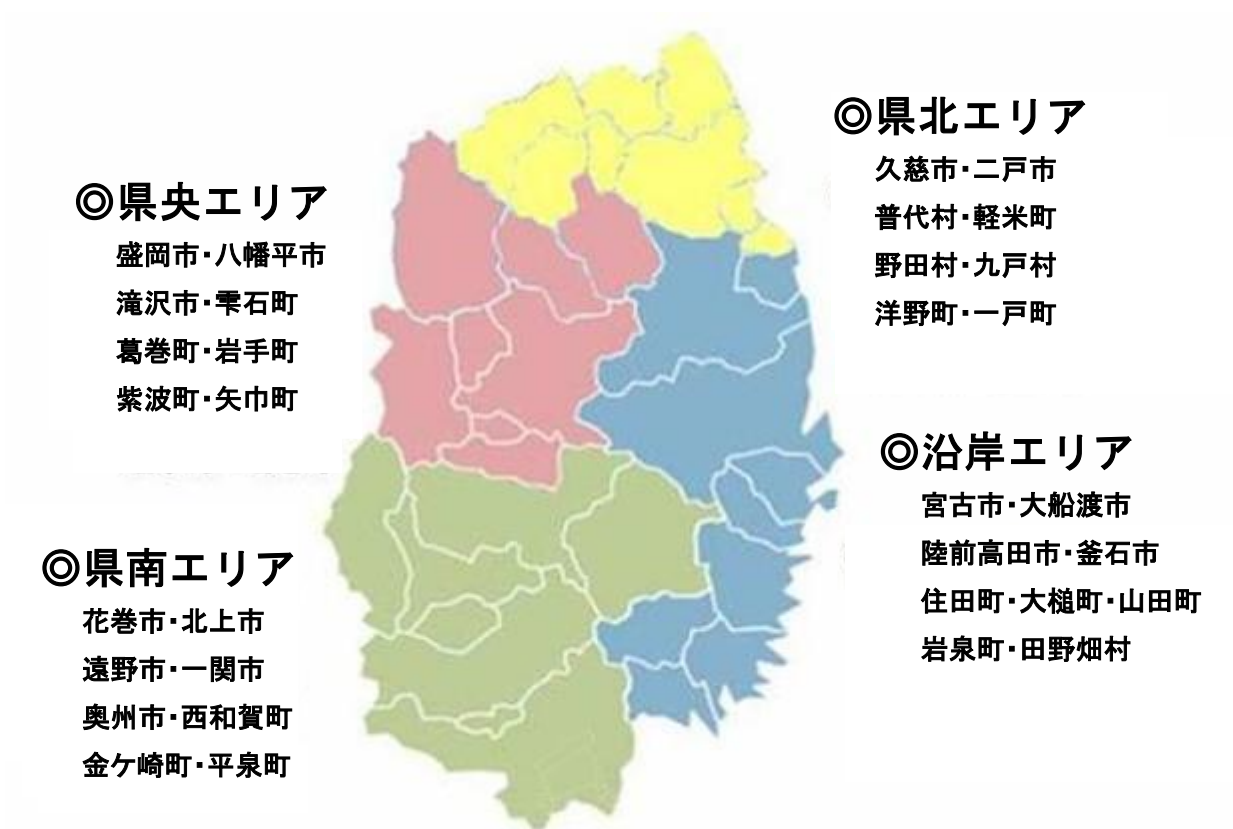 ◎県央エリア
盛岡市・八幡平市
滝沢市・雫石町
葛巻町・岩手町
紫波町・矢巾町
◎県北エリア
久慈市・二戸市
普代村・軽米町
野田村・九戸村
洋野町・一戸町
◎県南エリア
花巻市・北上市
遠野市・一関市
奥州市・西和賀町
金ケ崎町・平泉町
◎沿岸エリア
宮古市・大船渡市
陸前高田市・釜石市
住田町・大槌町・山田町
岩泉町・田野畑村